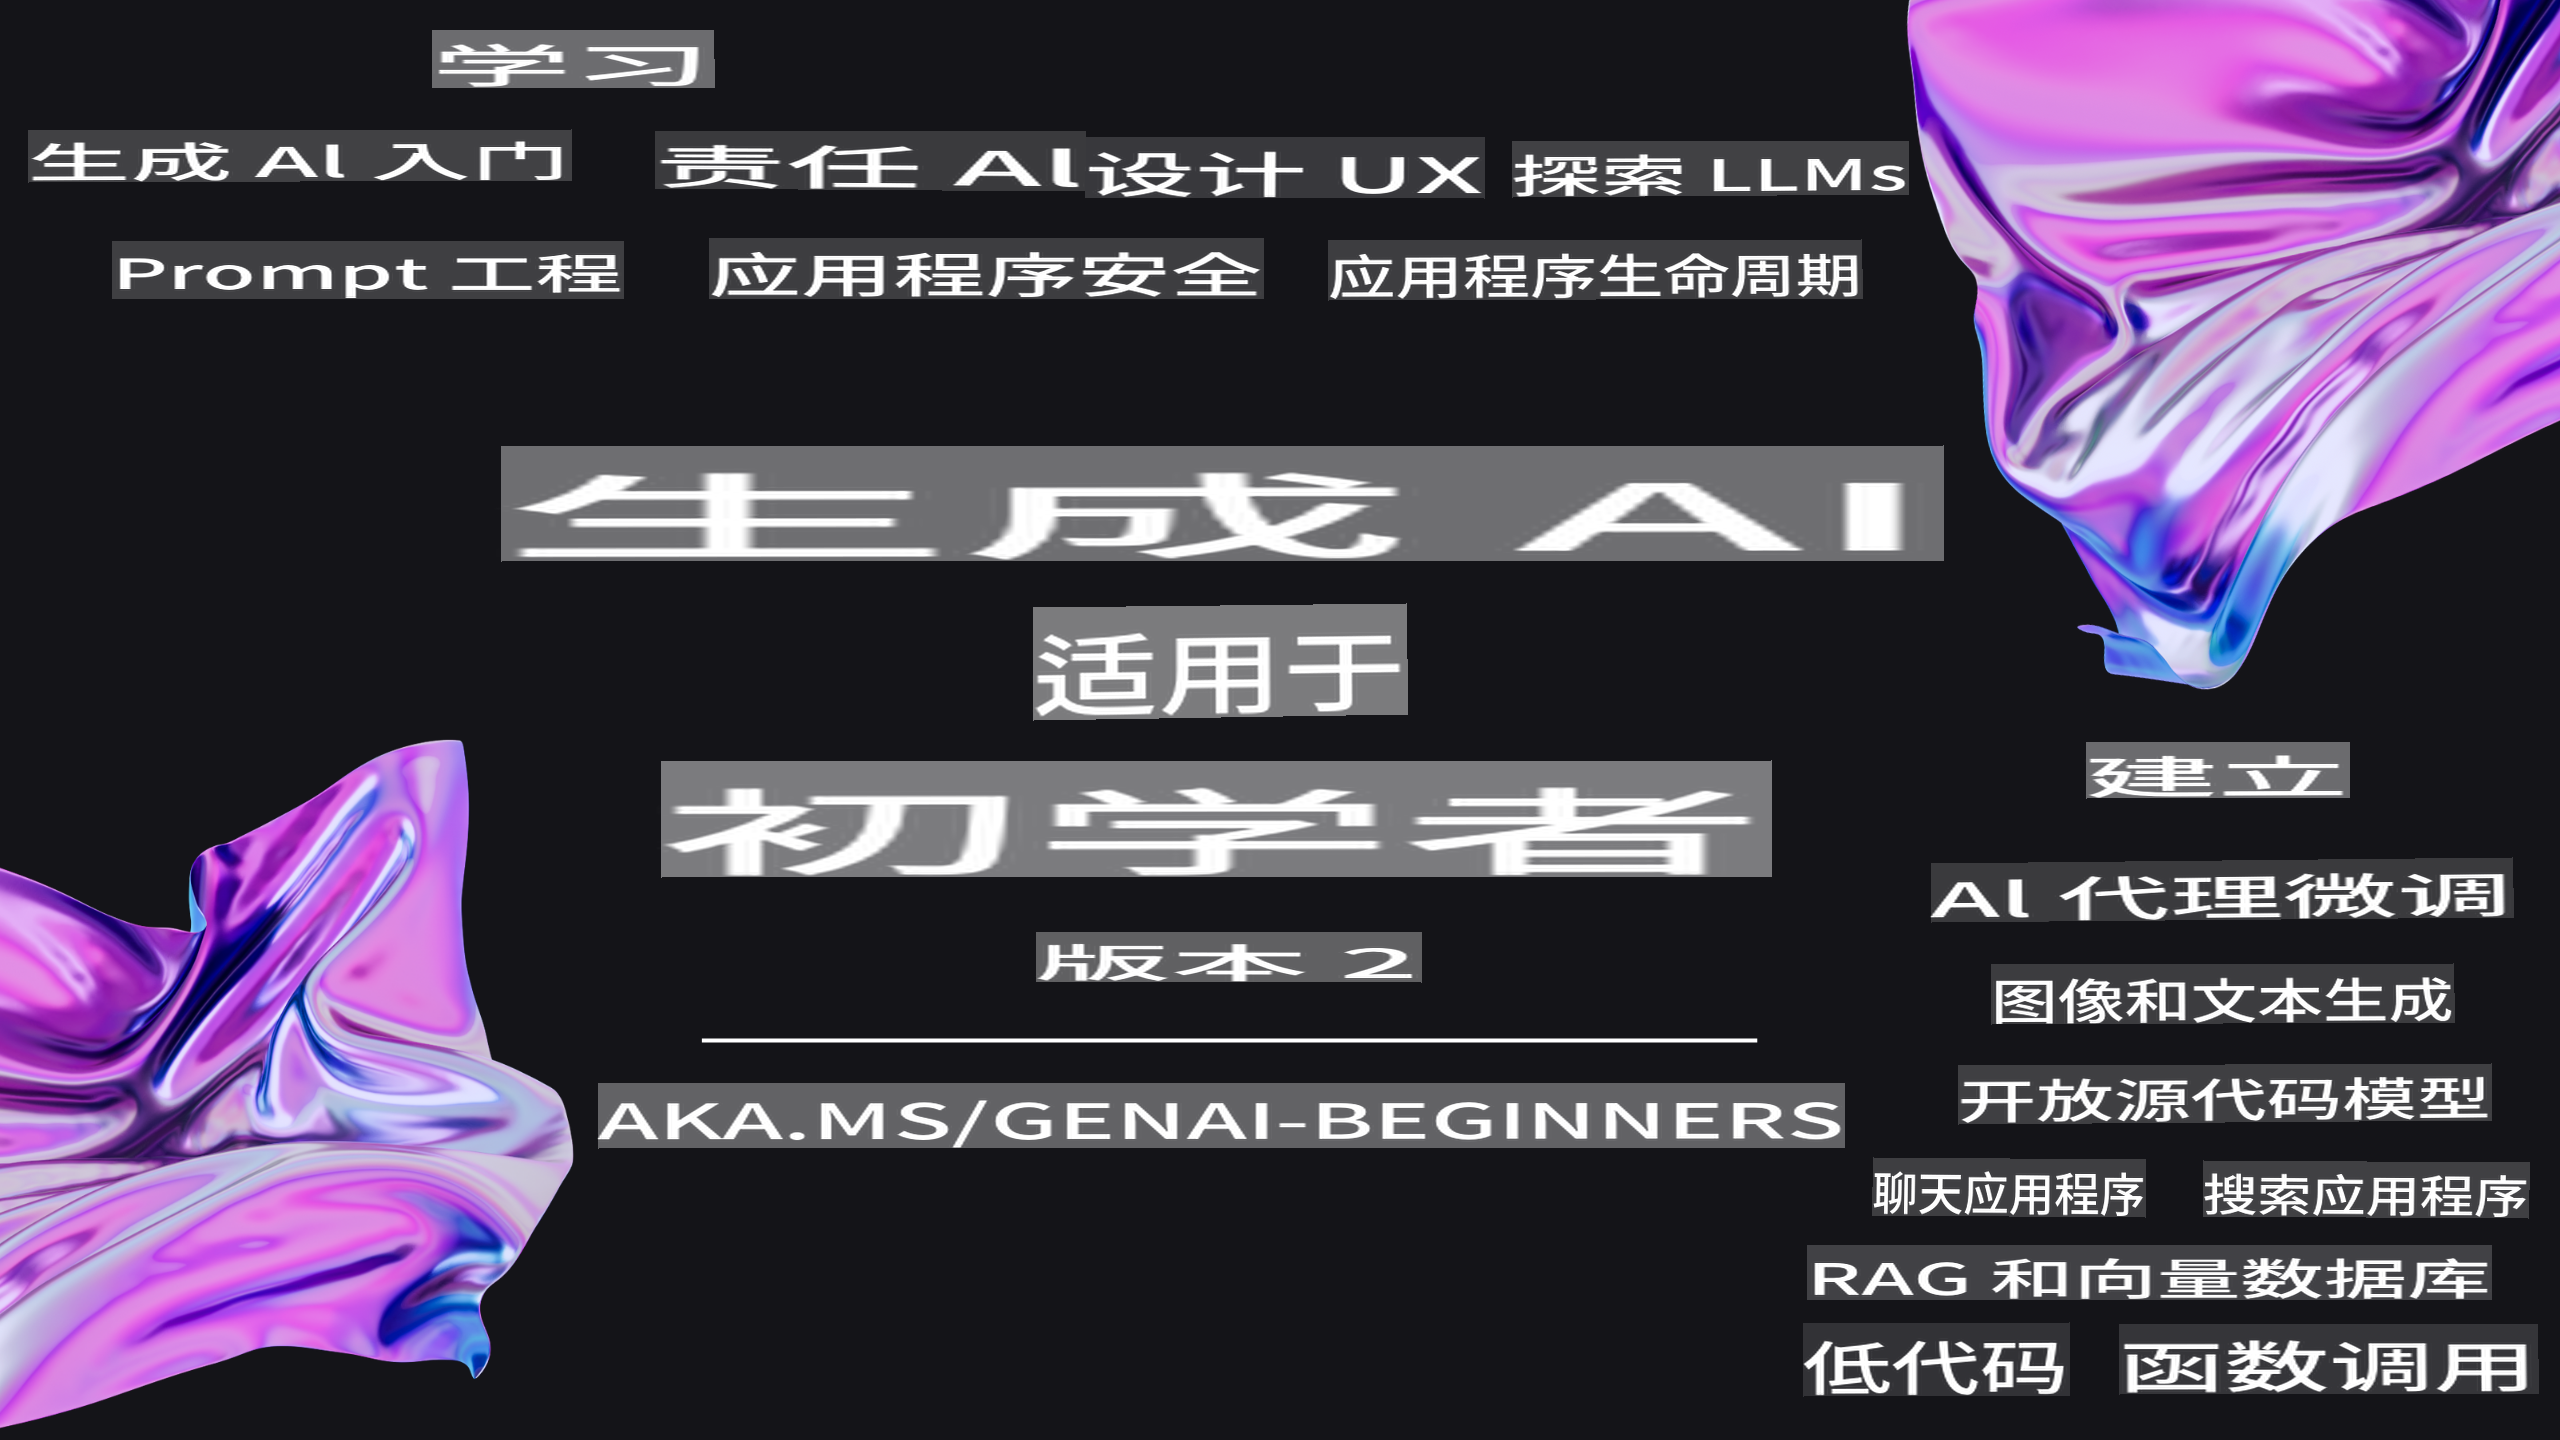 学习
生成 AI 入门 责任 AI 设计 UX 探索 LLMs
Prompt 工程 应用程序安全 应用程序生命周期
生成 AI
适用于
初学者
版本 2
AKA.MS/GENAI-BEGINNERS
建立
AI 代理微调
图像和文本生成
开放源代码模型
聊天应用程序 搜索应用程序
RAG 和向量数据库
低代码 函数调用